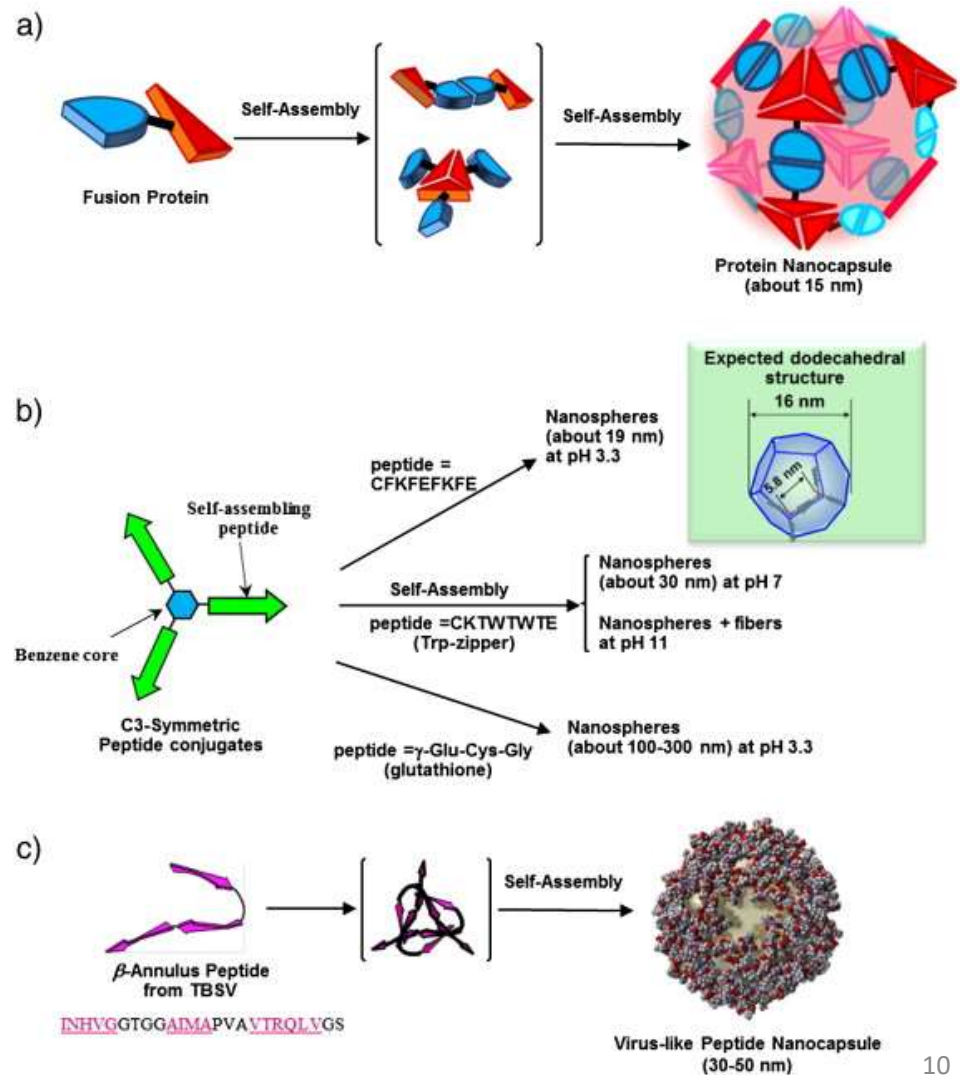 a)
Fusion Protein
Self-Assembly
Self-Assembly
Protein Nanocapsule
(about 15 nm)
b)
Self-assembling
peptide
Benzene core
C3-Symmetric
Peptide conjugates
peptide =
CFKFEFKFE
Nanospheres
(about 19 nm)
at pH 3.3
Expected dodecahedral
structure
16 nm
5.8 nm
Self-Assembly
peptide =CKTWTWTE
(Trp-zipper)
Nanospheres
(about 30 nm) at pH 7
Nanospheres + fibers
at pH 11
peptide =γ-Glu-Cys-Gly
(glutathione)
Nanospheres
(about 100-300 nm) at pH 3.3
c)
β-Annulus Peptide
from TBSV
INHVGGTGGAIMAPVAVTRQLVGS
Self-Assembly
Virus-like Peptide Nanocapsule
(30-50 nm)
10